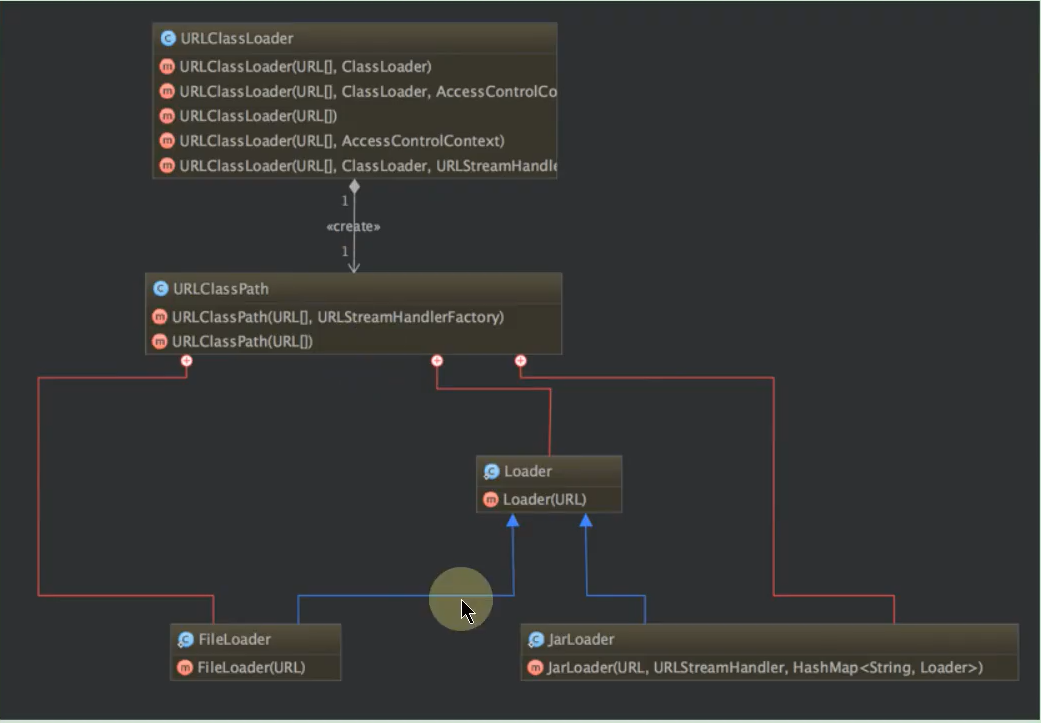 URLClassLoader
URLClassLoader(URL[], ClassLoader)
URLClassLoader(URL[], ClassLoader, AccessControlCo
URLClassLoader(URL[])
URLClassLoader(URL[], AccessControlContext)
URLClassLoader(URL[], ClassLoader, URLStreamHandle
1
«create»
1
URLClassPath
URLClassPath(URL[], URLStreamHandlerFactory)
URLClassPath(URL[])
Loader
Loader(URL)
FileLoader
FileLoader(URL)
JarLoader
JarLoader(URL, URLStreamHandler, HashMap<String, Loader>)